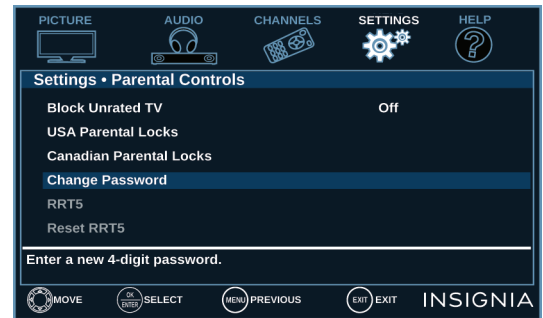 PICTURE AUDIO CHANNELS SETTINGS HELP
Settings • Parental Controls
Block Unrated TV Off
USA Parental Locks
Canadian Parental Locks
Change Password
RRT5
Reset RRT5
Enter a new 4-digit password.
MOVE OK ENTER SELECT MENU PREVIOUS EXIT EXIT INSIGNIA